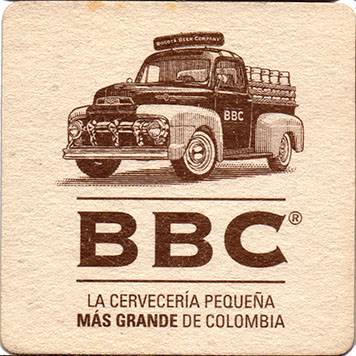 BOGOTÁ BEER COMPANY
BBC
BBC®
LA CERVECERÍA PEQUEÑA
MÁS GRANDE DE COLOMBIA